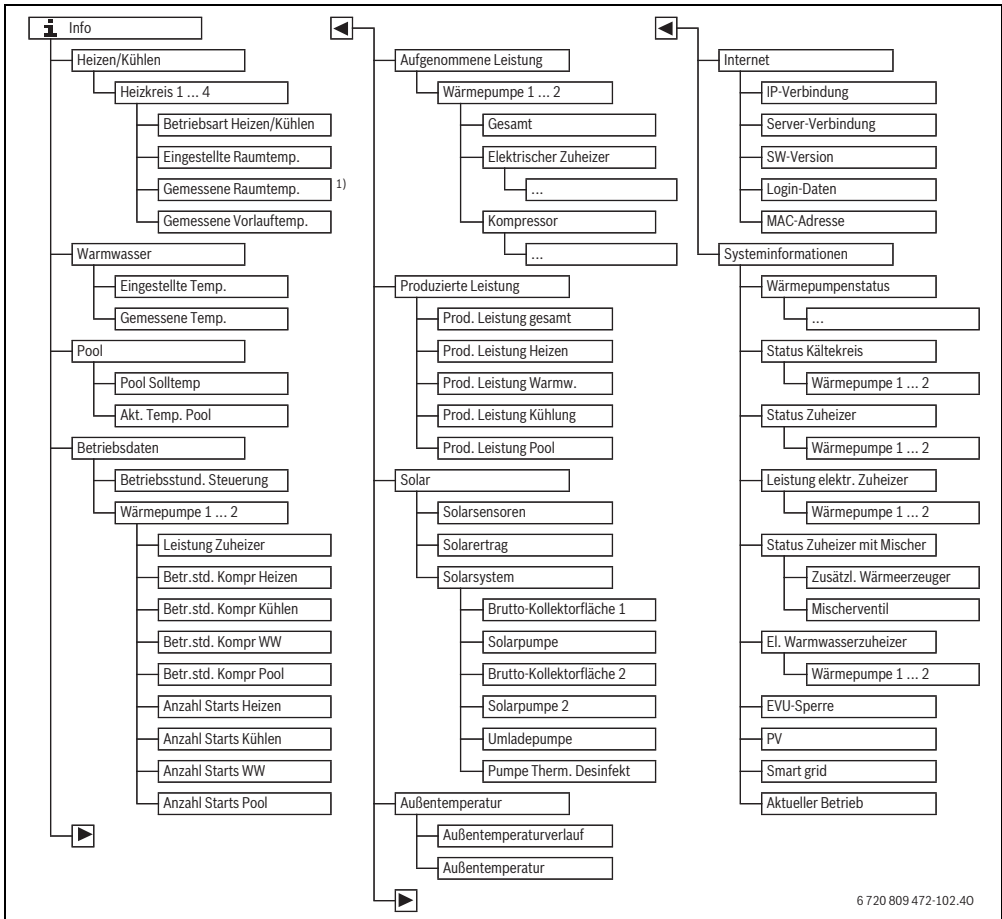 Info
Heizen/Kühlen
Heizkreis 1 ... 4
Betriebsart Heizen/Kühlen
Eingestellte Raumtemp.
Gemessene Raumtemp. 1)
Gemessene Vorlauftemp.
Warmwasser
Eingestellte Temp.
Gemessene Temp.
Pool
Pool Solltemp
Akt. Temp. Pool
Betriebsdaten
Betriebsstund. Steuerung
Wärmepumpe 1 ... 2
Leistung Zuheizer
Betr.std. Kompr Heizen
Betr.std. Kompr Kühlen
Betr.std. Kompr WW
Betr.std. Kompr Pool
Anzahl Starts Heizen
Anzahl Starts Kühlen
Anzahl Starts WW
Anzahl Starts Pool
Aufgenommene Leistung
Wärmepumpe 1 ... 2
Gesamt
Elektrischer Zuheizer
...
Kompressor
...
Produzierte Leistung
Prod. Leistung gesamt
Prod. Leistung Heizen
Prod. Leistung Warmw.
Prod. Leistung Kühlung
Prod. Leistung Pool
Solar
Solarsensoren
Solarertrag
Solarsystem
Brutto-Kollektorfläche 1
Solarpumpe
Brutto-Kollektorfläche 2
Solarpumpe 2
Umladepumpe
Pumpe Therm. Desinfekt
Außentemperatur
Außentemperaturverlauf
Außentemperatur
Internet
IP-Verbindung
Server-Verbindung
SW-Version
Login-Daten
MAC-Adresse
Systeminformationen
Wärmepumpenstatus
...
Status Kältekreis
Wärmepumpe 1 ... 2
Status Zuheizer
Wärmepumpe 1 ... 2
Leistung elektr. Zuheizer
Wärmepumpe 1 ... 2
Status Zuheizer mit Mischer
Zusätzl. Wärmeerzeuger
Mischerventil
El. Warmwasserzuheizer
Wärmepumpe 1 ... 2
EVU-Sperre
PV
Smart grid
Aktueller Betrieb
6 720 809 472-102.4O